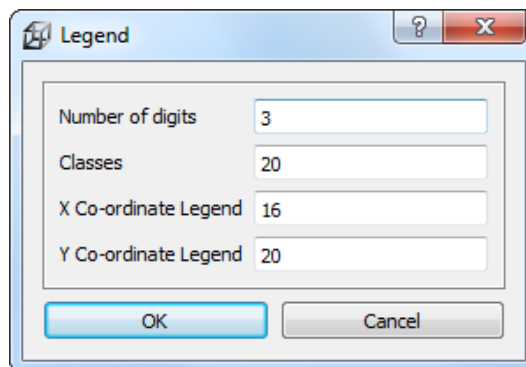 Legend
Number of digits 3
Classes 20
X Co-ordinate Legend 16
Y Co-ordinate Legend 20
OK Cancel